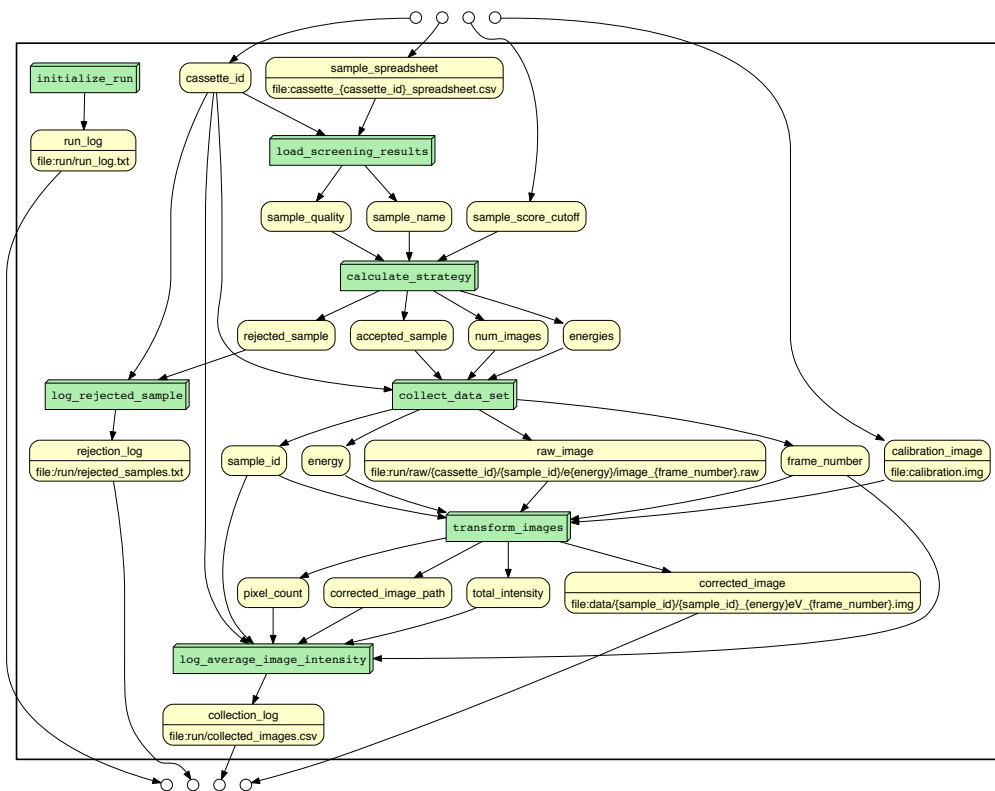 initialize_run
cassette_id
sample_spreadsheet
file:cassette_{cassette_id}_spreadsheet.csv
run_log
file:run/run_log.txt
load_screening_results
sample_quality
sample_name
sample_score_cutoff
calculate_strategy
rejected_sample
accepted_sample
num_images
energies
log_rejected_sample
collect_data_set
rejection_log
file:/run/rejected_samples.txt
sample_id
energy
raw_image
file:run/raw/{cassette_id}/{sample_id}/e{energy}/image_{frame_number}.raw
frame_number
calibration_image
file:calibration.img
transform_images
pixel_count
corrected_image_path
total_intensity
corrected_image
file:data/{sample_id}/{sample_id}_{energy}eV_{frame_number}.img
log_average_image_intensity
collection_log
file:run/collected_images.csv